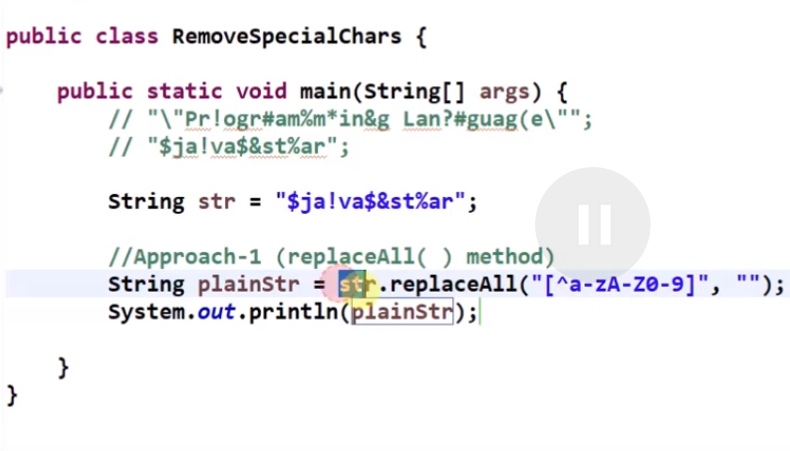 public class RemoveSpecialChars {
public static void main(String[] args) {
// "\"Pr!ogr#am%m*in&g Lan?#guag(e\"";
// "$ja!va$&st%ar";
String str = "$ja!va$&st%ar";
//Approach-1 (replaceAll( ) method)
String plainStr = str.replaceAll("[^a-zA-Z0-9]", "");
System.out.println(plainStr);
}
}